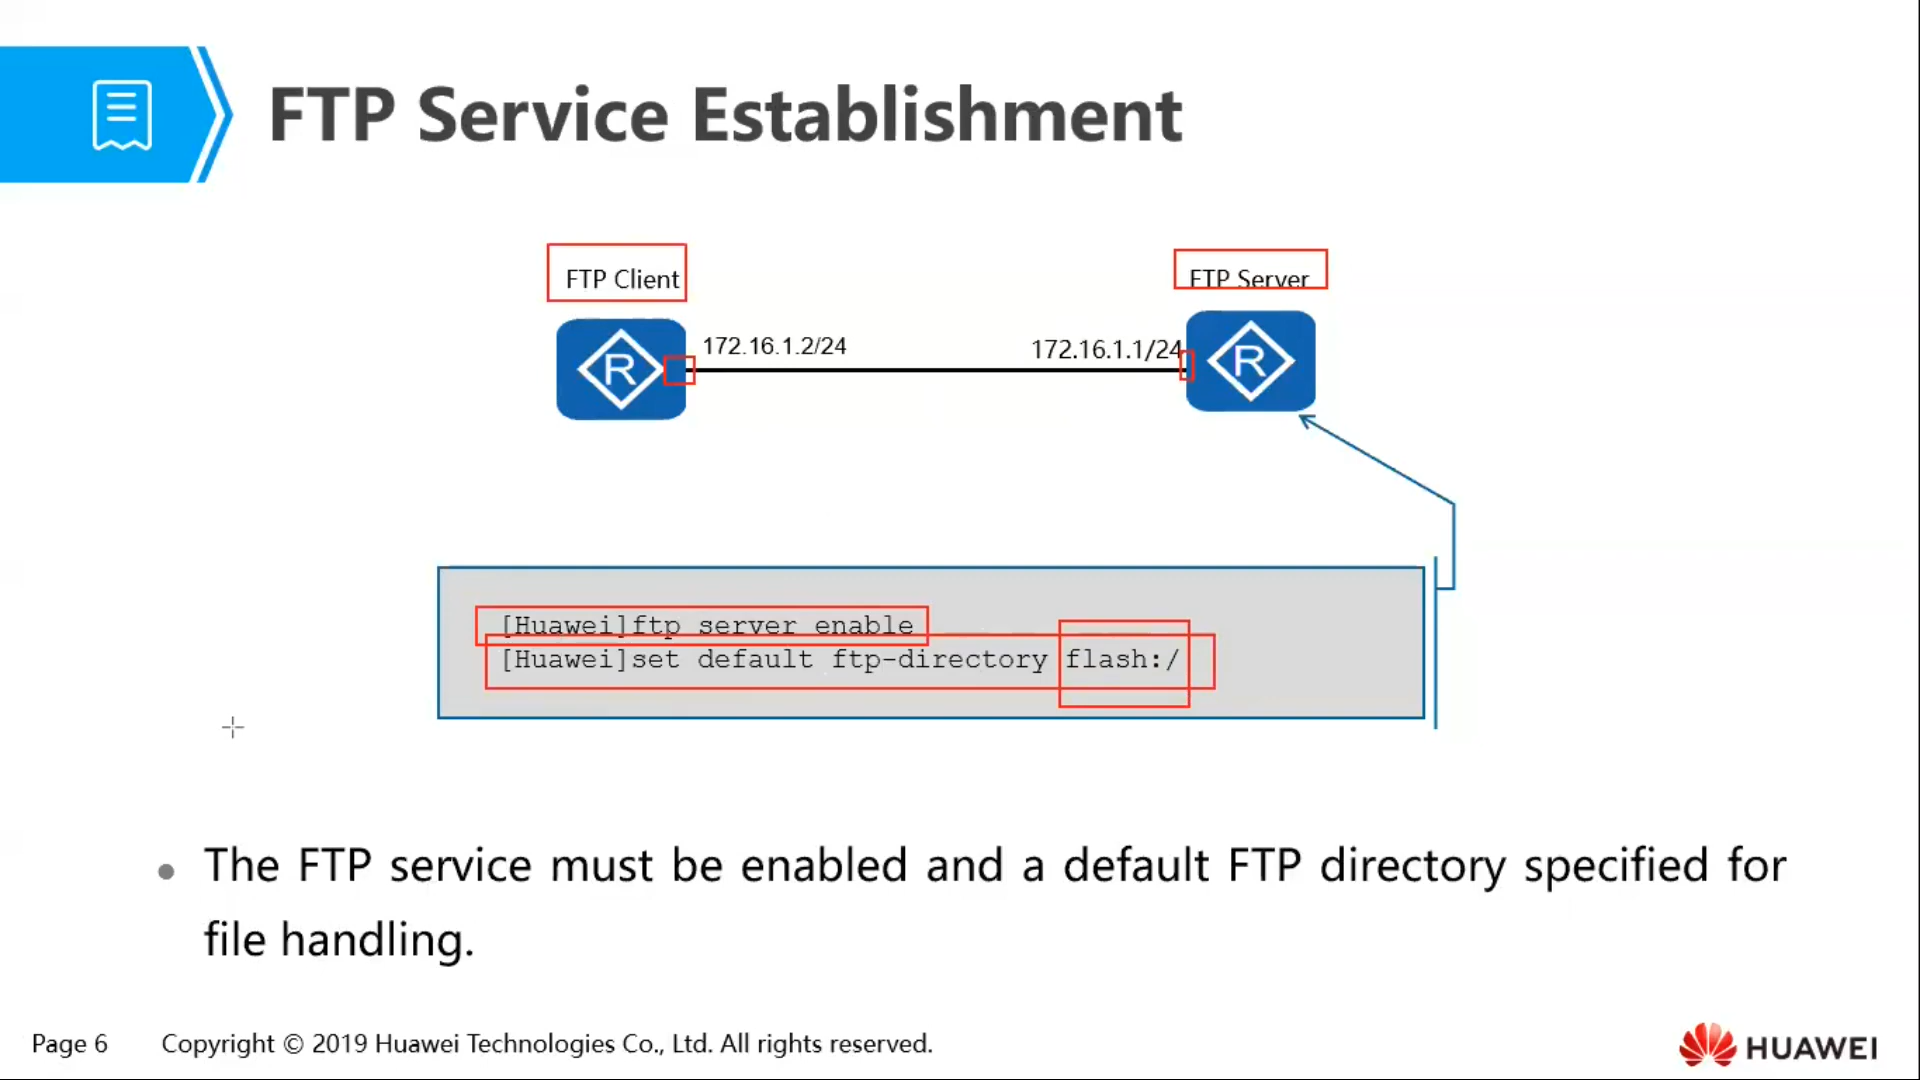 FTP Service Establishment
FTP Client
FTP Server
172.16.1.2/24
172.16.1.1/24
R
R
[Huawei]ftp server enable
[Huawei]set default ftp-directory flash:/
The FTP service must be enabled and a default FTP directory specified for
file handling.
Page 6
Copyright © 2019 Huawei Technologies Co., Ltd. All rights reserved.
HUAWEI